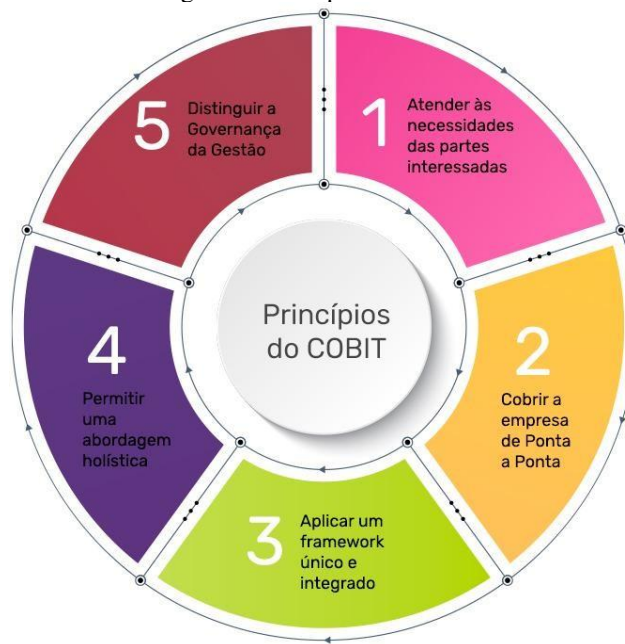 Princípios
do COBIT
1
Atender às
necessidades
das partes
interessadas
2
Cobrir a
empresa
de Ponta
a Ponta
3
Aplicar um
framework
único e
integrado
4
Permitir
uma
abordagem
holística
5
Distinguir a
Governança
da Gestão